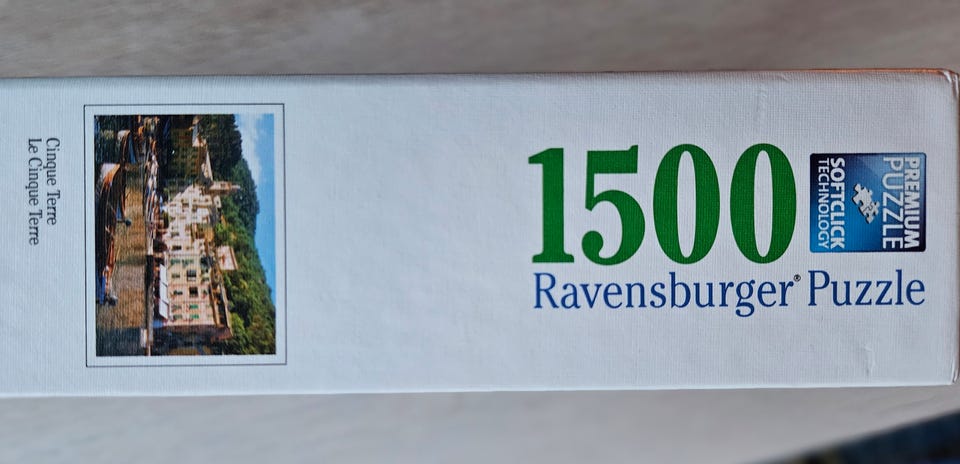 1500
Ravensburger® Puzzle
PREMIUM
PUZZLE
SOFTCLICK
TECHNOLOGY
Cinque Terre
Le Cinque Terre